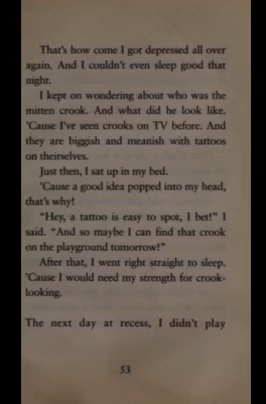 That's how come I got depressed all over
again. And I couldn't even sleep good that
night.
I kept on wondering about who was the
mitten crook. And what did he look like.
'Cause I've seen crooks on TV before. And
they are biggish and meanish with tattoos
on theirselves.
Just then, I sat up in my bed.
'Cause a good idea popped into my head,
that's why!
"Hey, a tattoo is easy to spot, I bet!" I
said. "And so maybe I can find that crook
on the playground tomorrow!"
After that, I went right straight to sleep.
'Cause I would need my strength for crook-
looking.
The next day at recess, I didn't play
53